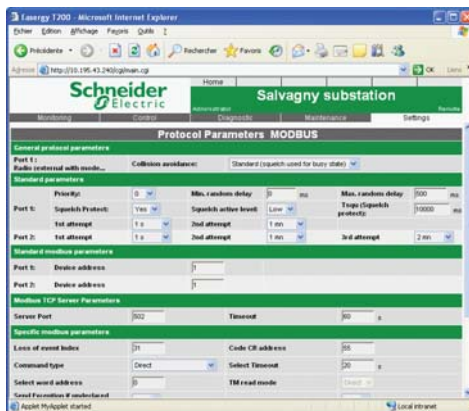 Easergy T200 - Microsoft Internet Explorer
Fichier Edition Affichage Favoris Outils ?
Précédente Rechercher Favoris
Adresse http://10.195.43.240/cgi/main.cgi OK Liens
Schneider Electric
Home
Salvagny substation
Administrator Remote
Monitoring Control Diagnostic Maintenance Settings
Protocol Parameters MODBUS
General protocol parameters
Port 1 : Collision avoidance: Standard (squelch used for busy state)
Radio (external with mode...
Standard parameters
Priority: 0 Min. random delay 0 ms Max. random delay 500 ms
Port 1: Squelch Protect: Yes Squelch active level: Low Tsqu (Squelch protect): 10000 ms
1st attempt 1 s 2nd attempt 1 mn
Port 2: 1st attempt 1 s 2nd attempt 1 mn 3rd attempt 2 mn
Standard modbus parameters
Port 1: Device address 1
Port 2: Device address 1
Modbus TCP Server Parameters
Server Port 502 Timeout 60 s
Specific modbus parameters
Loss of event index 31 Code CR address 55
Command type Direct Select Timeout 20 s
Select word address 0 TM read mode Direct
Send Exception if undeclared
Applet MyApplet started Local intranet